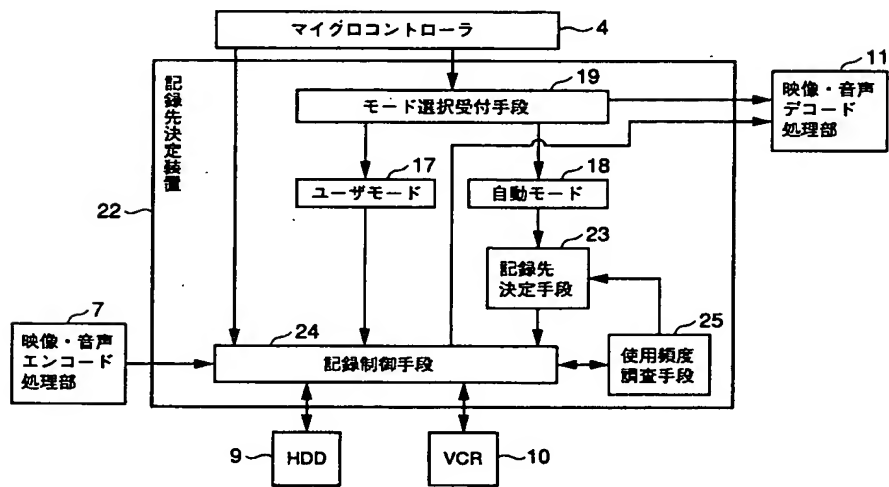 マイグロコントローラ
4
11
19
映像・音声
デコード
処理部
記録先決定装置
モード選択受付手段
17
18
ユーザモード
自動モード
22
23
記録先
決定手段
7
24
25
映像・音声
エンコード
処理部
記録制御手段
使用頻度
調査手段
9
HDD
VCR
10